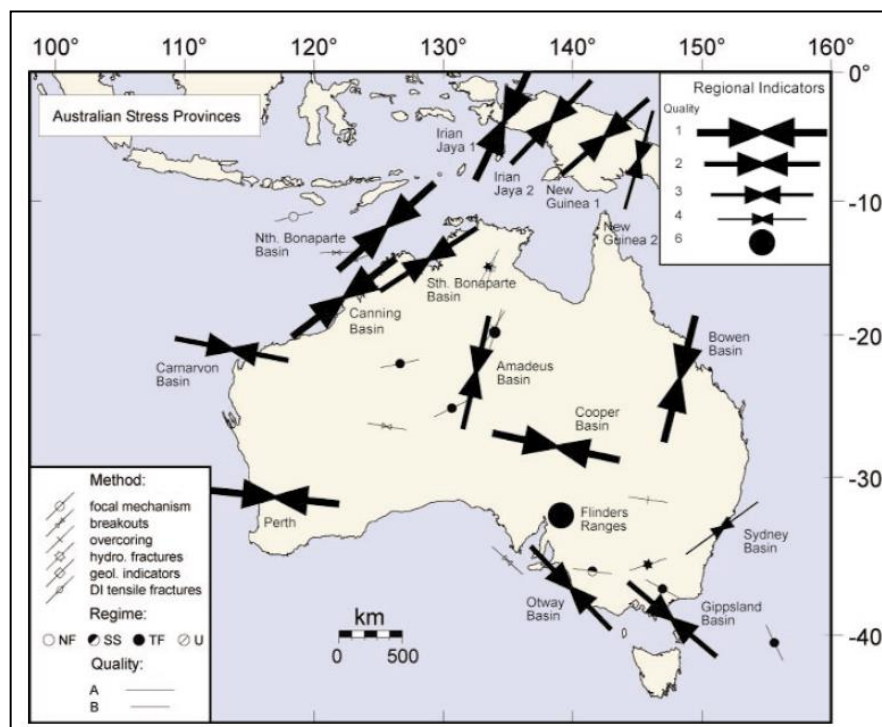 100° 110° 120° 130° 140° 150° 160°
0°
-10
-20
-30
-40
Australian Stress Provinces
Regional Indicators
Quality
1
2
3
4
6
Irian
Jaya 1
Irian
Jaya 2
New
Guinea 1
New
Guinea 2
Nth. Bonaparte
Basin
Sth. Bonaparte
Basin
Canning
Basin
Carnarvon
Basin
Amadeus
Basin
Bowen
Basin
Cooper
Basin
Perth
Flinders
Ranges
Sydney
Basin
Otway
Basin
Gippsland
Basin
km
0 500
Method:
focal mechanism
breakouts
overcoring
hydro. fractures
geol. indicators
DI tensile fractures
Regime:
NF SS TF U
Quality:
A
B